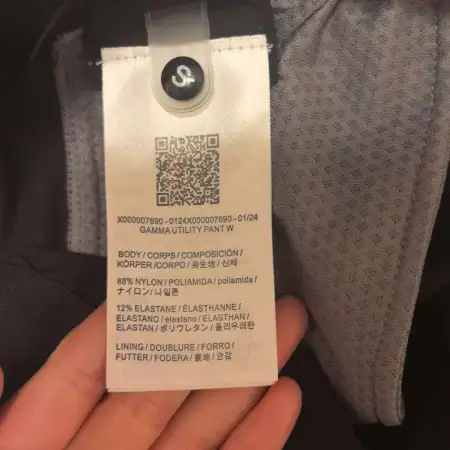 S
X000007690 - 0124X000007690 - 01/24
GAMMA UTILITY PANT W
BODY / CORPS / COMPOSICIÓN /
KÖRPER / CORPO / 身生地 / 신체
88% NYLON / POLIAMIDA / poliamida /
ナイロン / 나일론
12% ELASTANE / ÉLASTHANNE /
ELASTANO / elastano / ELASTHAN /
ELASTAN / ポリウレタン / 폴리우레탄
LINING / DOUBLURE / FORRO /
FUTTER / FODERA / 裏地 / 안감